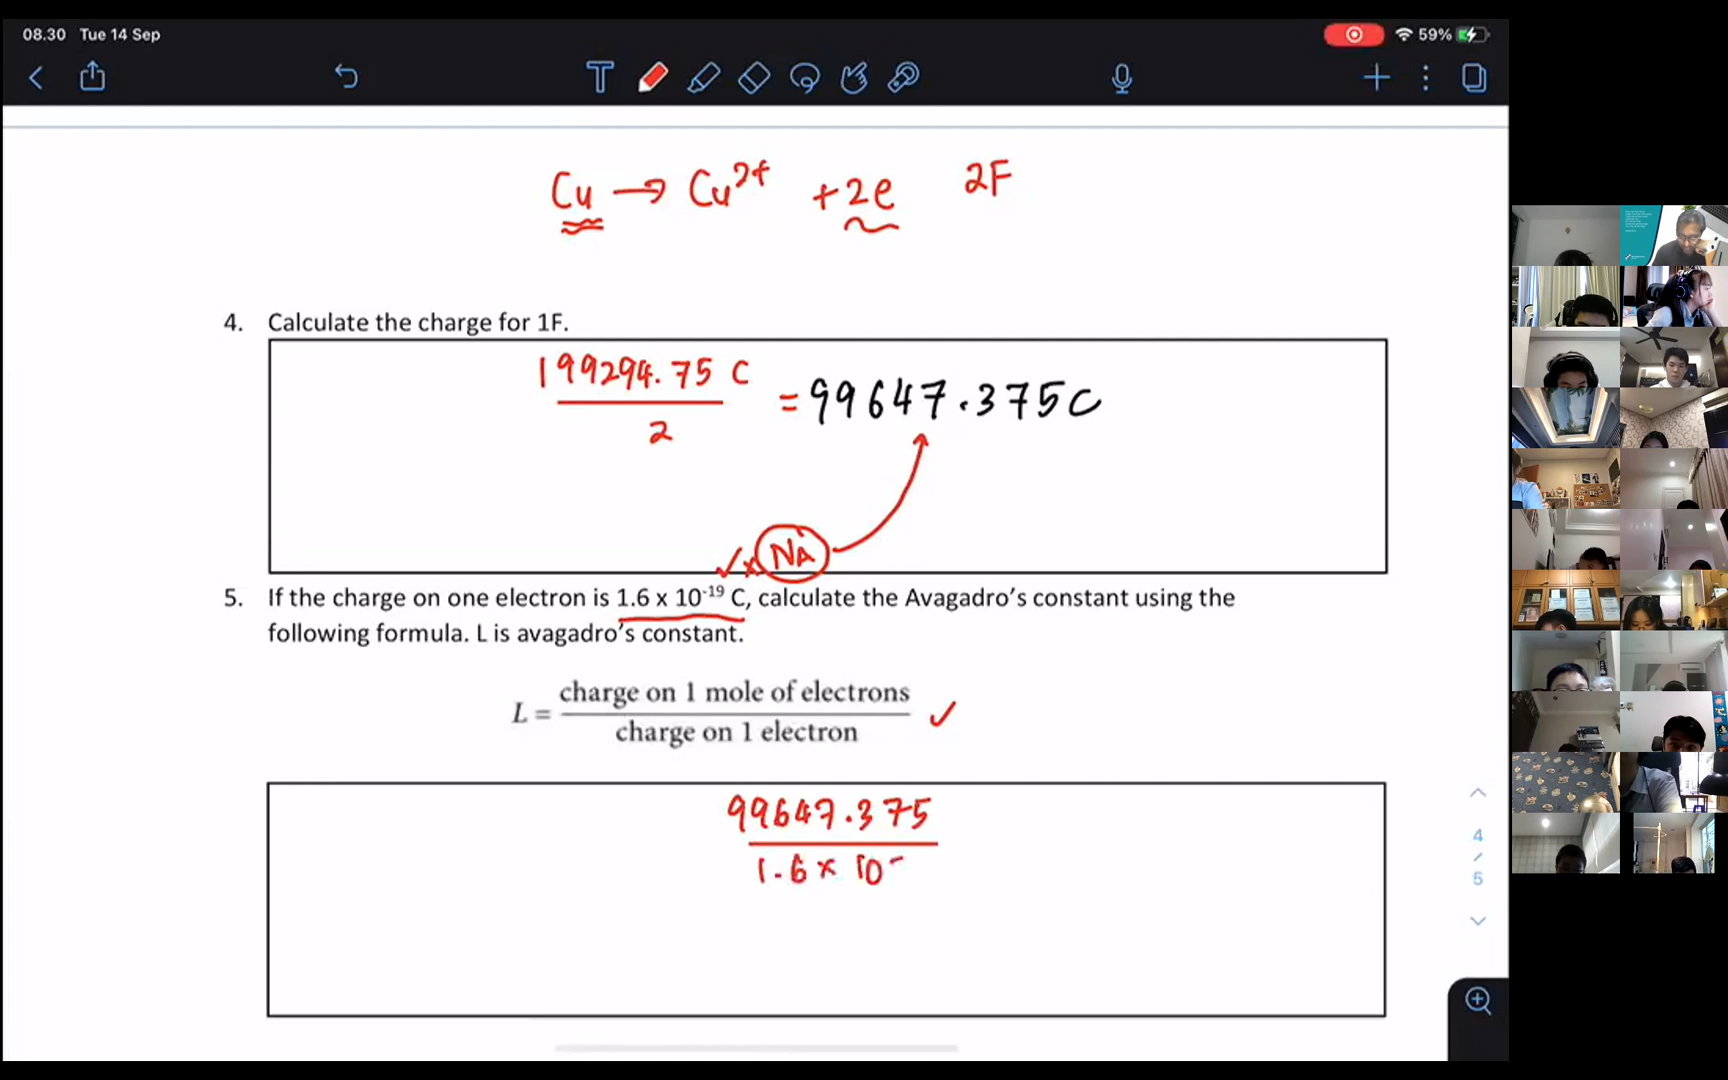 08.30 Tue 14 Sep
59%
Cu → Cu²⁺ + 2e 2F
4. Calculate the charge for 1F.
199294.75 C
2
= 99647.375C
× NA
5. If the charge on one electron is 1.6 x 10⁻¹⁹ C, calculate the Avagadro's constant using the
following formula. L is avagadro's constant.
charge on 1 mole of electrons
L =
charge on 1 electron
99647.375
1.6 × 10⁻
4
/
5